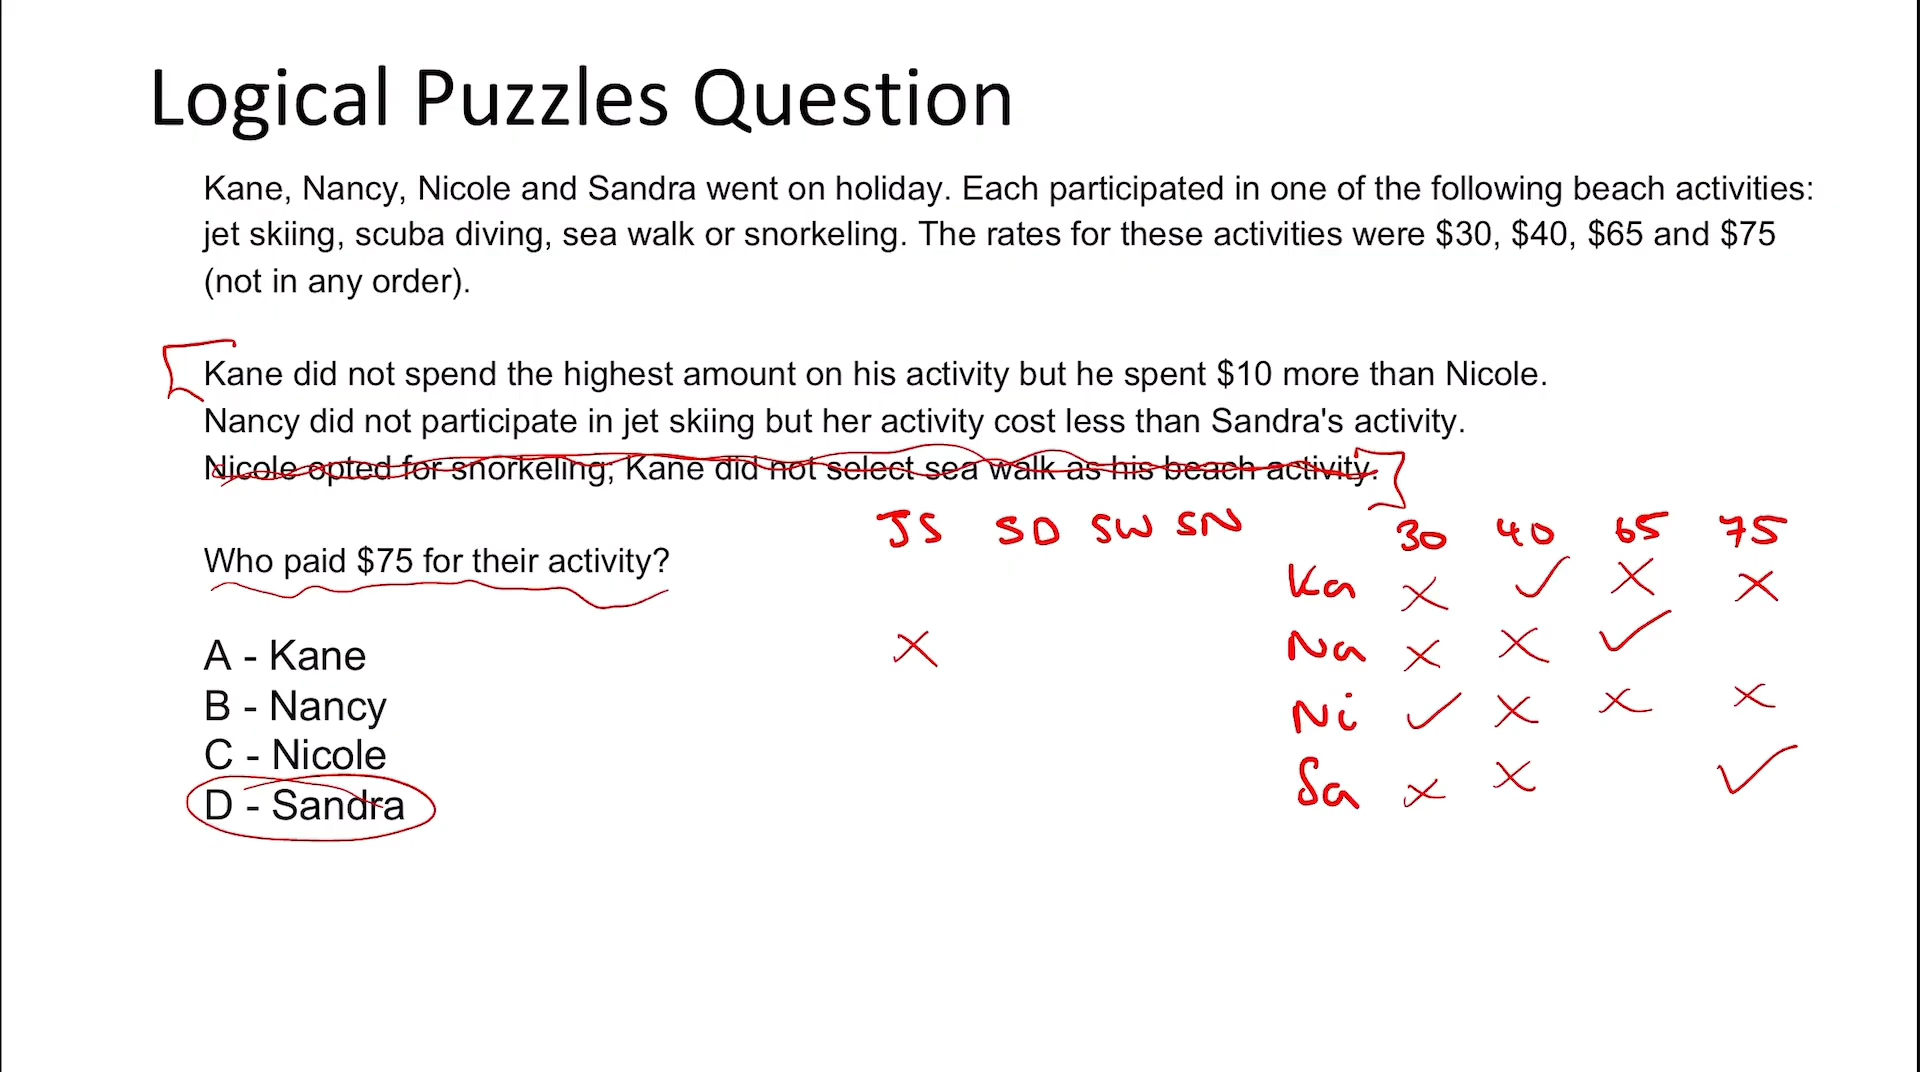 Logical Puzzles Question
Kane, Nancy, Nicole and Sandra went on holiday. Each participated in one of the following beach activities:
jet skiing, scuba diving, sea walk or snorkeling. The rates for these activities were $30, $40, $65 and $75
(not in any order).
Kane did not spend the highest amount on his activity but he spent $10 more than Nicole.
Nancy did not participate in jet skiing but her activity cost less than Sandra's activity.
Nicole opted for snorkeling; Kane did not select sea walk as his beach activity.
JS SD SW SN
30 40 65 75
Who paid $75 for their activity?
Ka x ✓ x x
A - Kane
x
Na x x ✓
B - Nancy
Ni ✓ x x x
C - Nicole
D - Sandra
Sa x x ✓